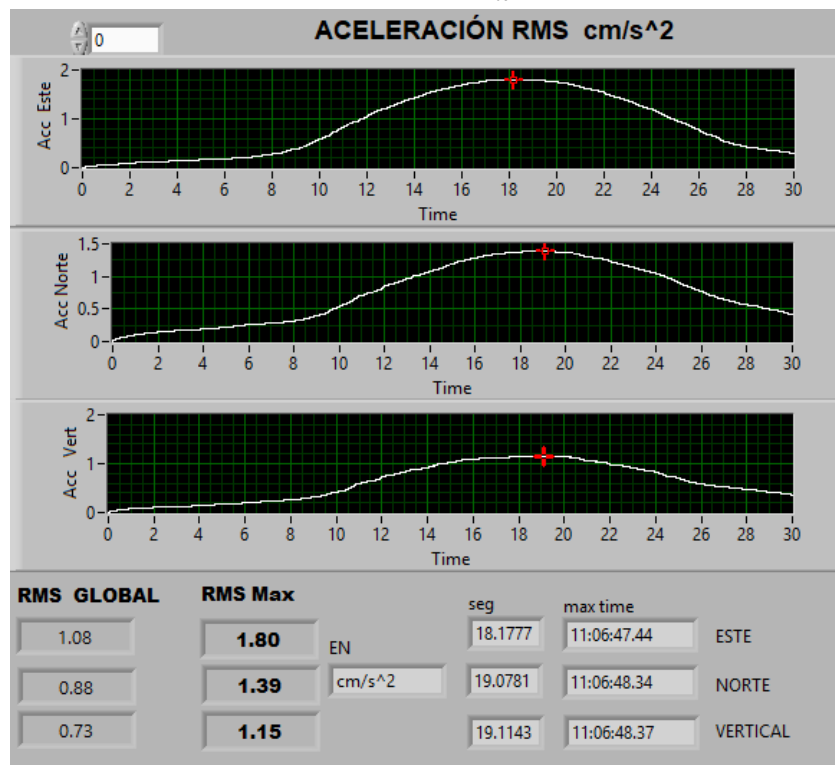 0
ACELERACIÓN RMS cm/s^2
2
1
0
Acc Este
0 2 4 6 8 10 12 14 16 18 20 22 24 26 28 30
Time
1.5
1
0.5
0
Acc Norte
0 2 4 6 8 10 12 14 16 18 20 22 24 26 28 30
Time
2
1
0
Acc Vert
0 2 4 6 8 10 12 14 16 18 20 22 24 26 28 30
Time
RMS GLOBAL RMS Max seg max time
1.08 1.80 EN 18.1777 11:06:47.44 ESTE
0.88 1.39 cm/s^2 19.0781 11:06:48.34 NORTE
0.73 1.15 19.1143 11:06:48.37 VERTICAL